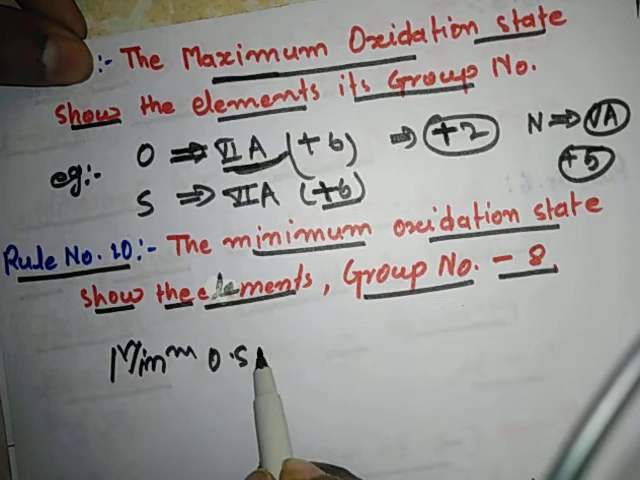 :- The Maximum Oxidation state
show the elements its Group No.
eg:- O ⇒ VIA (+6) ⇒ +2 N ⇒ VA
+5
S ⇒ VIA (+6)
Rule No. 20:- The minimum oxidation state
show the elements, Group No. - 8
Minm O.S